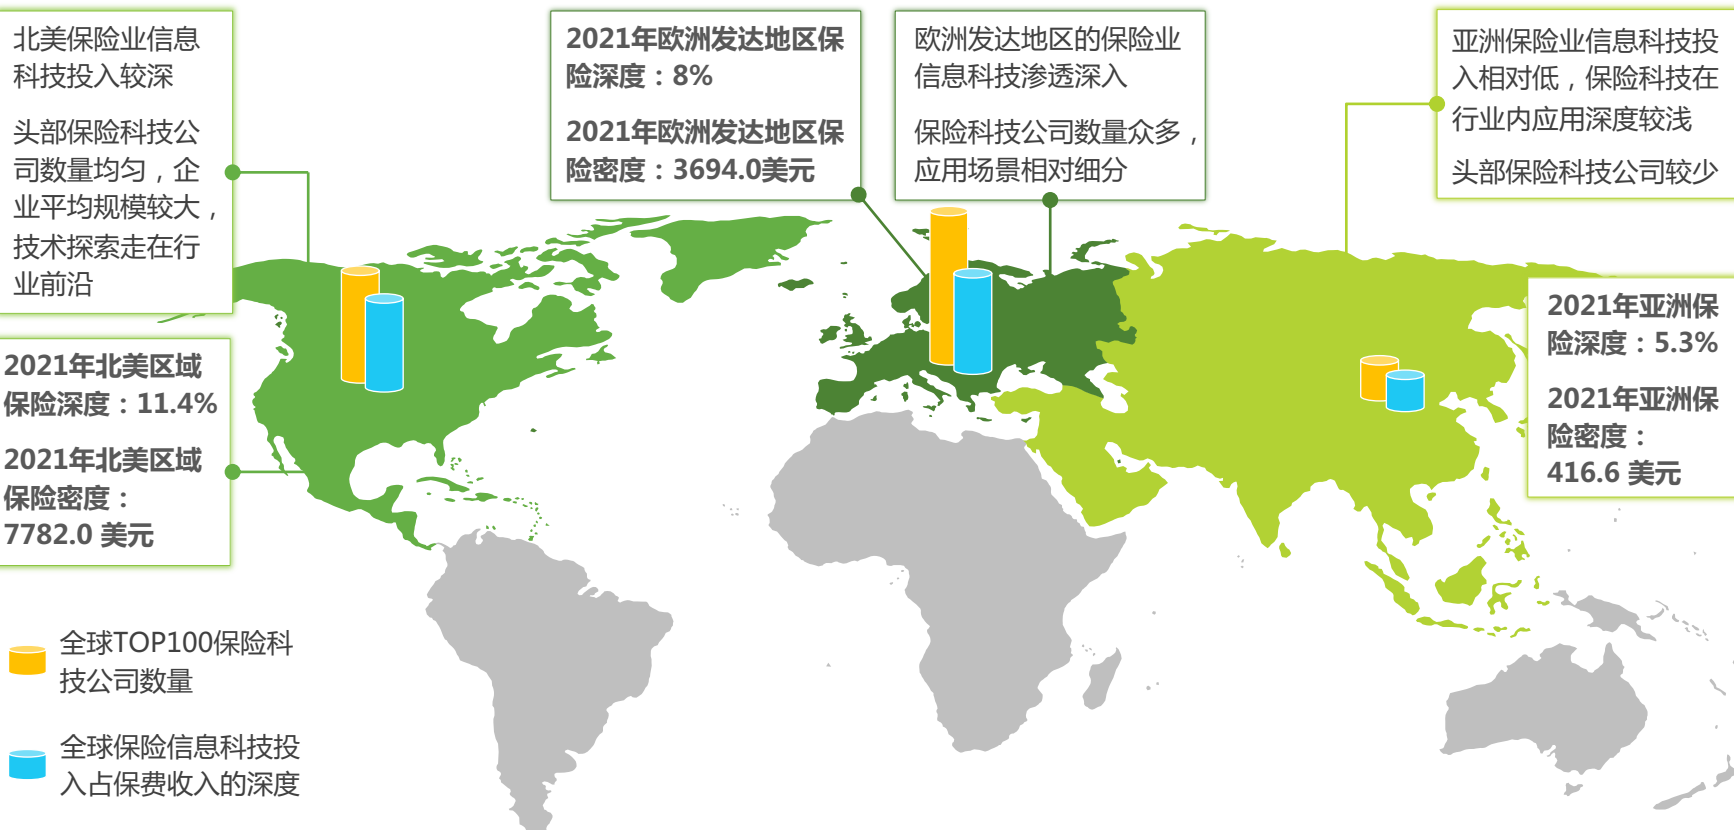 北美保险业信息
科技投入较深
头部保险科技公
司数量均匀，企
业平均规模较大，
技术探索走在行
业前沿
2021年北美区域
保险深度：11.4%
2021年北美区域
保险密度：
7782.0 美元
2021年欧洲发达地区保
险深度：8%
2021年欧洲发达地区保
险密度：3694.0美元
欧洲发达地区的保险业
信息科技渗透深入
保险科技公司数量众多，
应用场景相对细分
亚洲保险业信息科技投
入相对低，保险科技在
行业内应用深度较浅
头部保险科技公司较少
2021年亚洲保
险深度：5.3%
2021年亚洲保
险密度：
416.6 美元
全球TOP100保险科
技公司数量
全球保险信息科技投
入占保费收入的深度